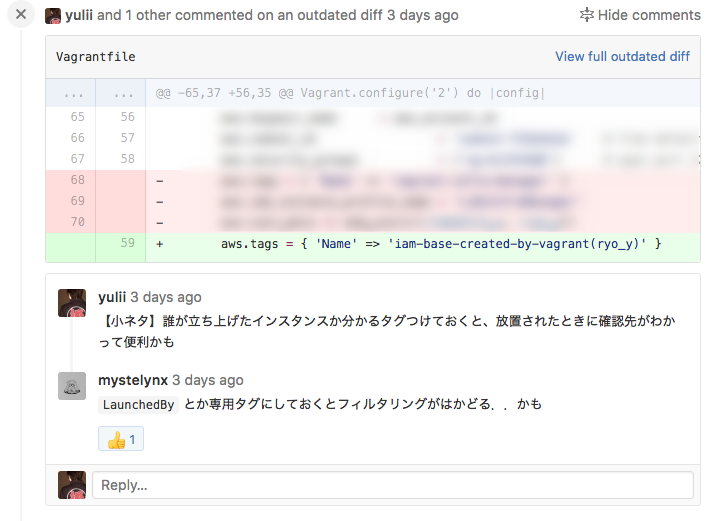 yulii and 1 other commented on an outdated diff 3 days ago
Hide comments
Vagrantfile
View full outdated diff
... ... @@ -65,37 +56,35 @@ Vagrant.configure('2') do |config|
65 56
66 57
67 58
68 -
69 -
70 -
59 + aws.tags = { 'Name' => 'iam-base-created-by-vagrant(ryo_y)' }
yulii 3 days ago
【小ネタ】誰が立ち上げたインスタンスか分かるタグつけておくと、放置されたときに確認先がわか
って便利かも
mystelynx 3 days ago
LaunchedBy とか専用タグにしておくとフィルタリングがはかどる．．かも
👍 1
Reply...